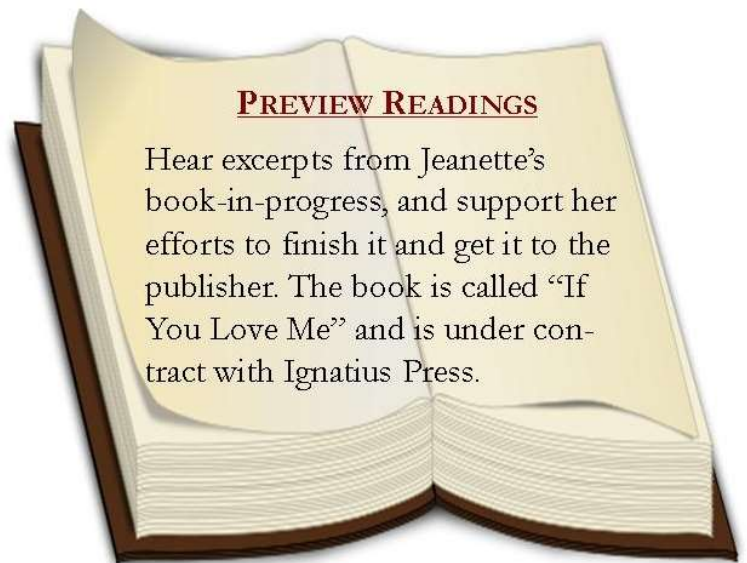 PREVIEW READINGS
Hear excerpts from Jeanette’s
book-in-progress, and support her
efforts to finish it and get it to the
publisher. The book is called “If
You Love Me” and is under con-
tract with Ignatius Press.